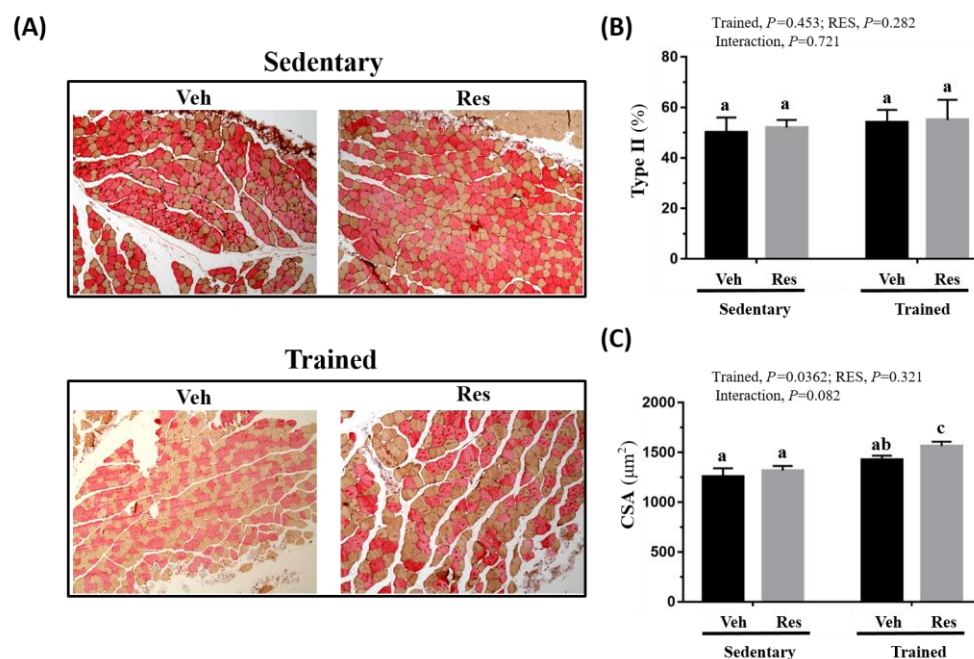 (A)
Sedentary
Veh Res
Trained
Veh Res
(B)
Trained, P=0.453; RES, P=0.282
Interaction, P=0.721
Type II (%)
80
60
40
20
0
a a a a
Veh Res Veh Res
Sedentary Trained
(C)
Trained, P=0.0362; RES, P=0.321
Interaction, P=0.082
CSA (μm²)
2000
1500
1000
500
0
a a ab c
Veh Res Veh Res
Sedentary Trained